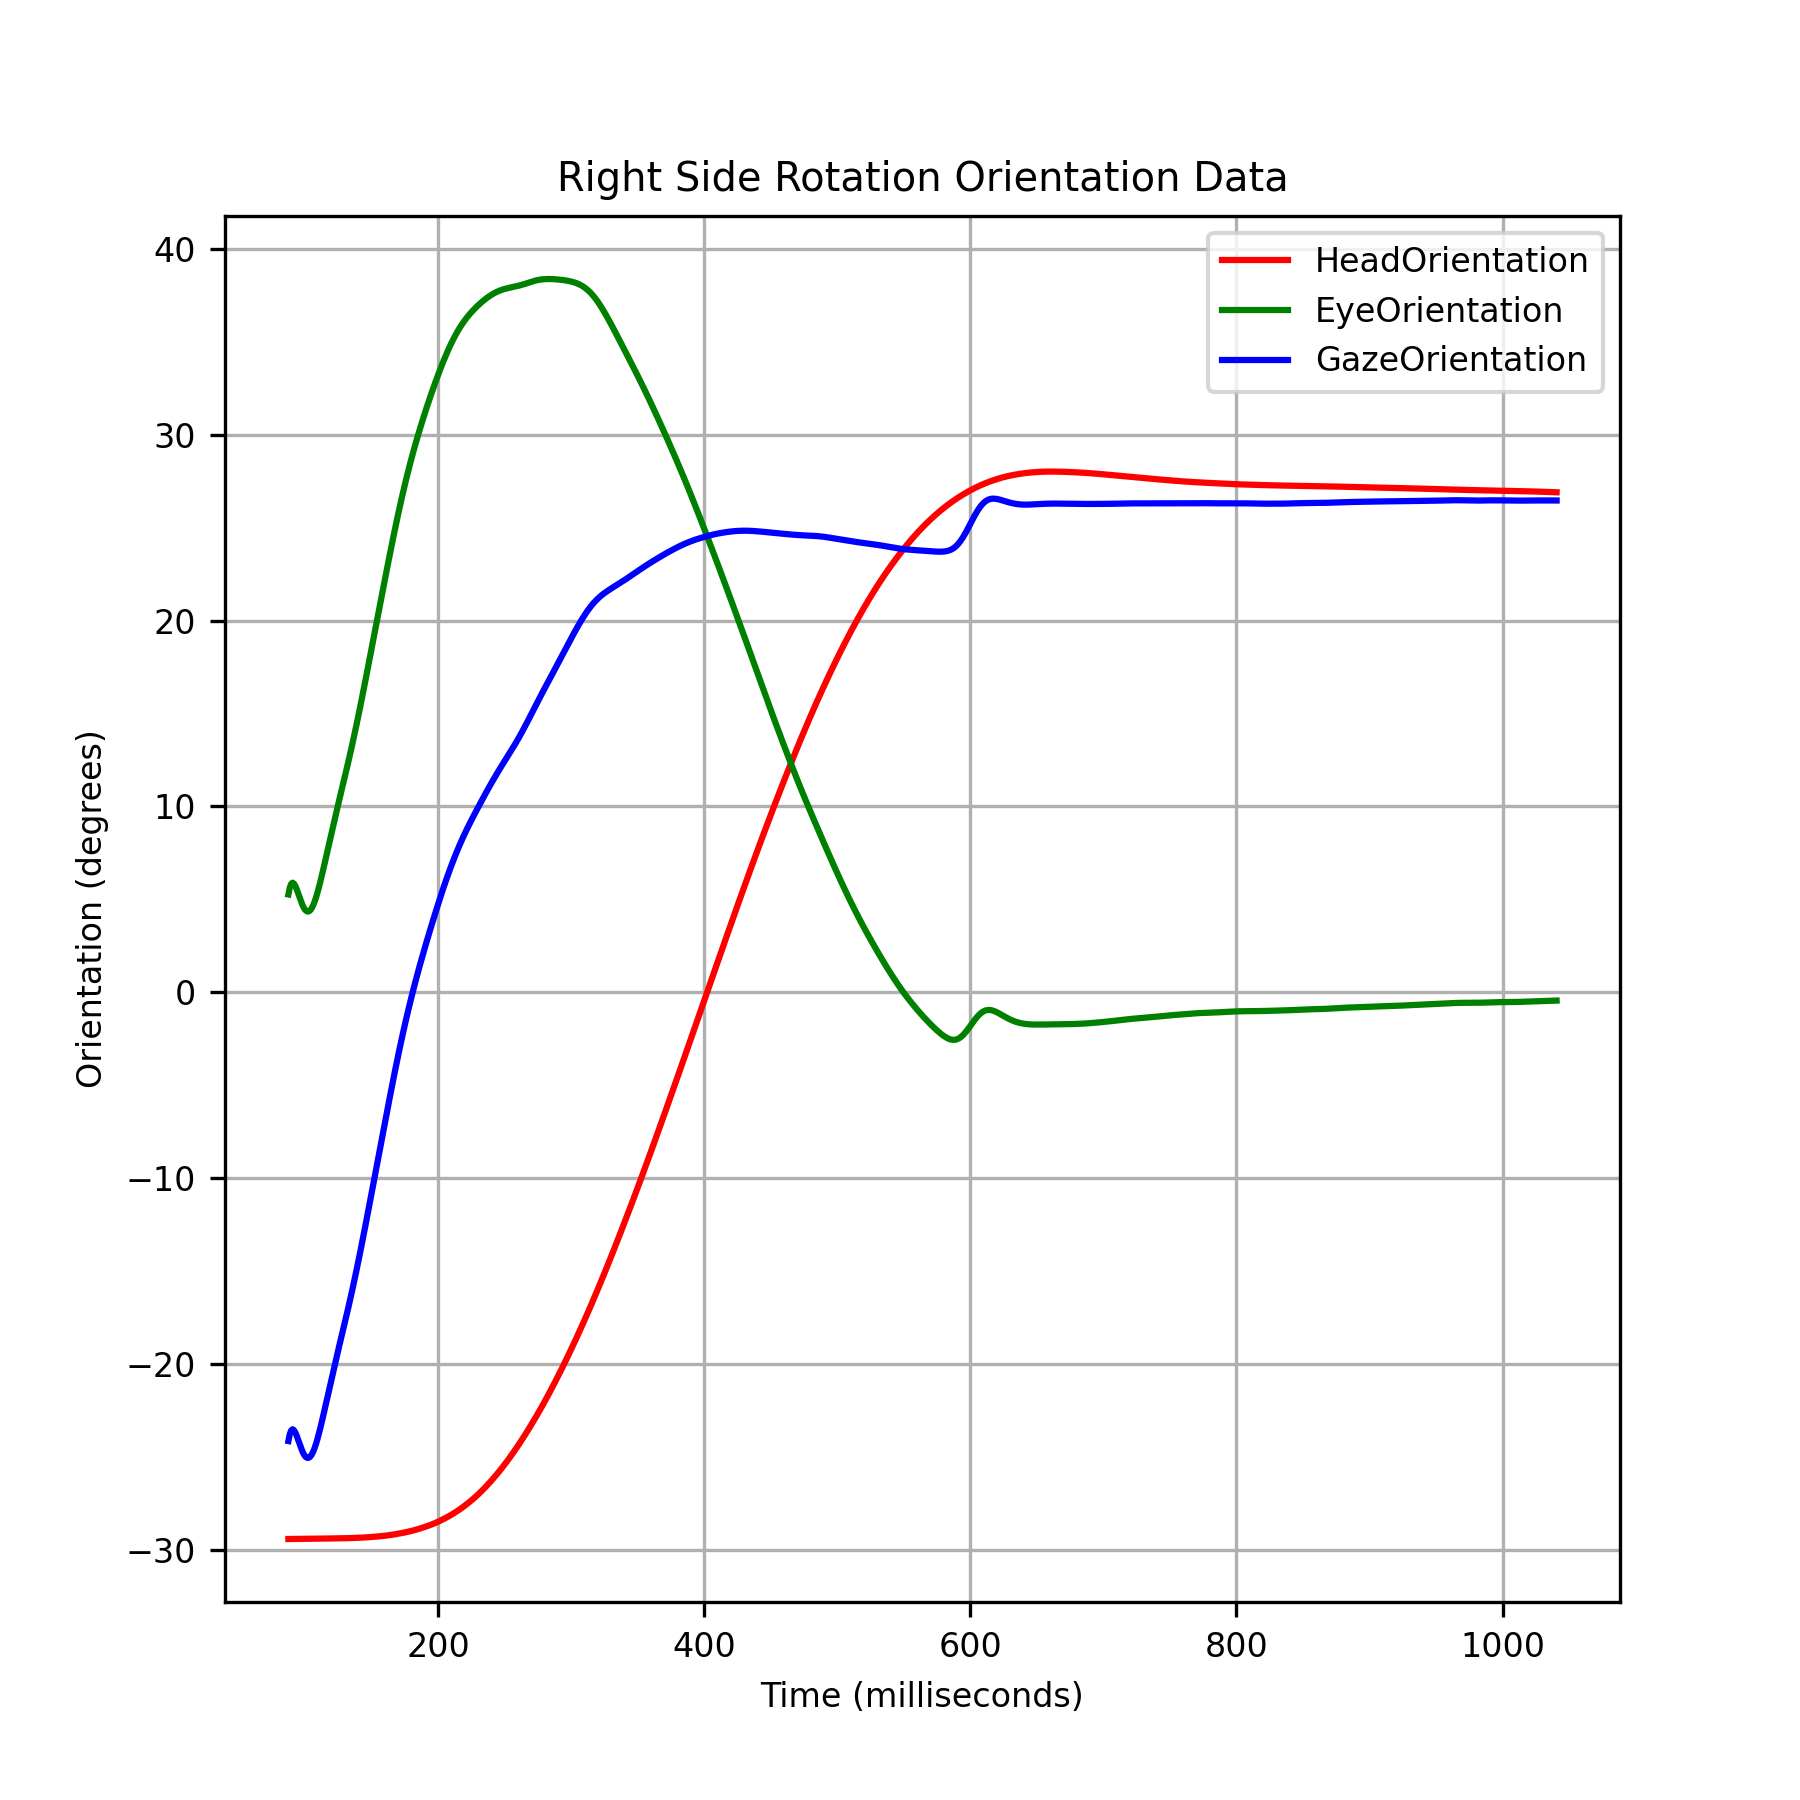 Right Side Rotation Orientation Data
HeadOrientation
EyeOrientation
GazeOrientation
40
30
20
10
0
−10
−20
−30
Orientation (degrees)
200 400 600 800 1000
Time (milliseconds)